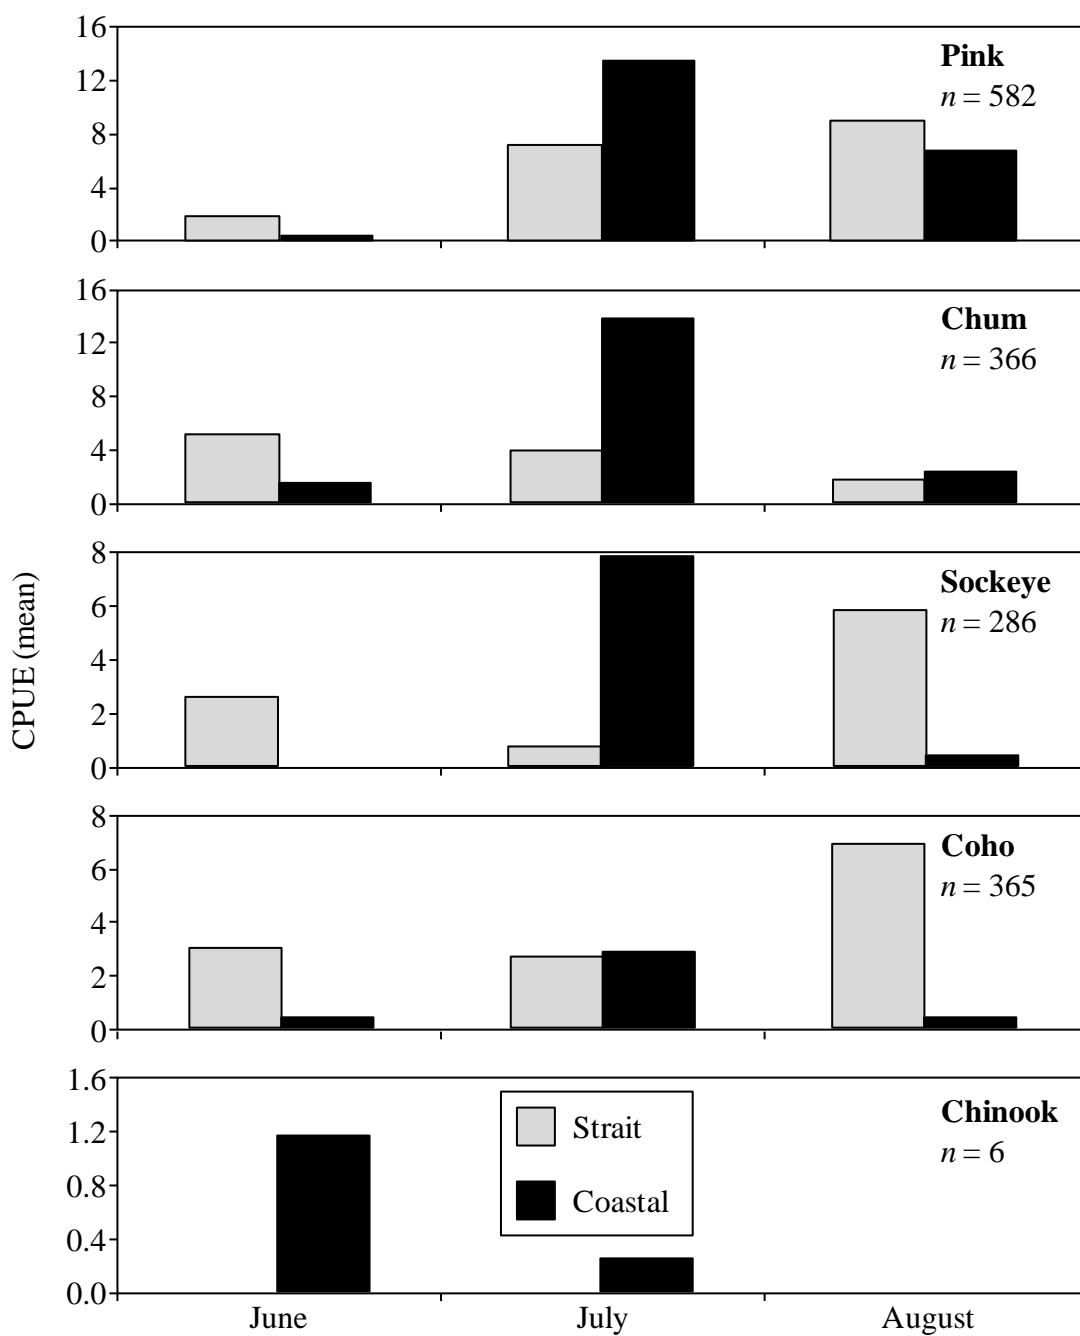 16
12
8
4
0
Pink
n = 582
16
12
8
4
0
Chum
n = 366
CPUE (mean)
8
6
4
2
0
Sockeye
n = 286
8
6
4
2
0
Coho
n = 365
1.6
1.2
0.8
0.4
0.0
Strait
Coastal
Chinook
n = 6
June July August